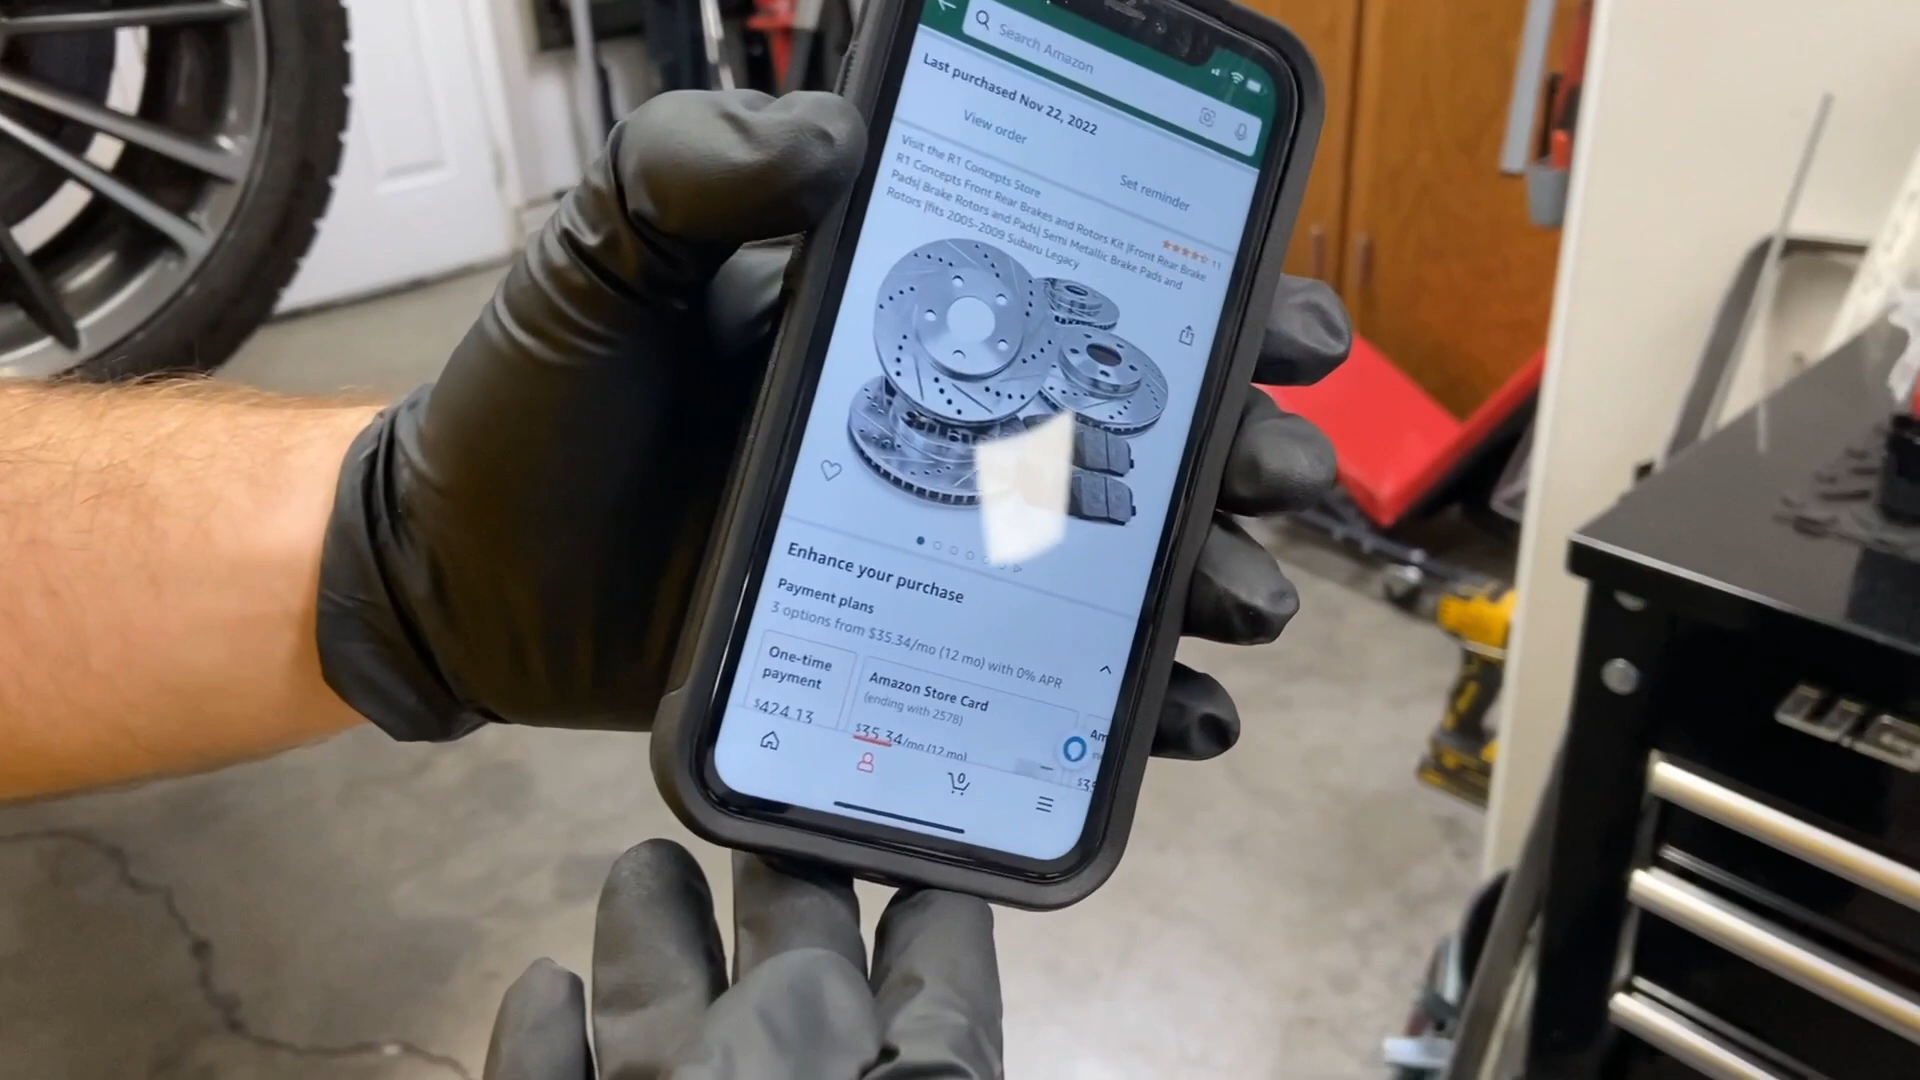 Search Amazon
Last purchased Nov 22, 2022
View order
Set reminder
Visit the R1 Concepts Store
11
R1 Concepts Front Rear Brakes and Rotors Kit |Front Rear Brake
Pads| Brake Rotors and Pads| Semi Metallic Brake Pads and
Rotors |fits 2005-2009 Subaru Legacy
Enhance your purchase
Payment plans
3 options from $35.34/mo (12 mo) with 0% APR
One-time
payment
$424.13
Amazon Store Card
(ending with 2578)
$35.34/mo (12 mo)
Am
0